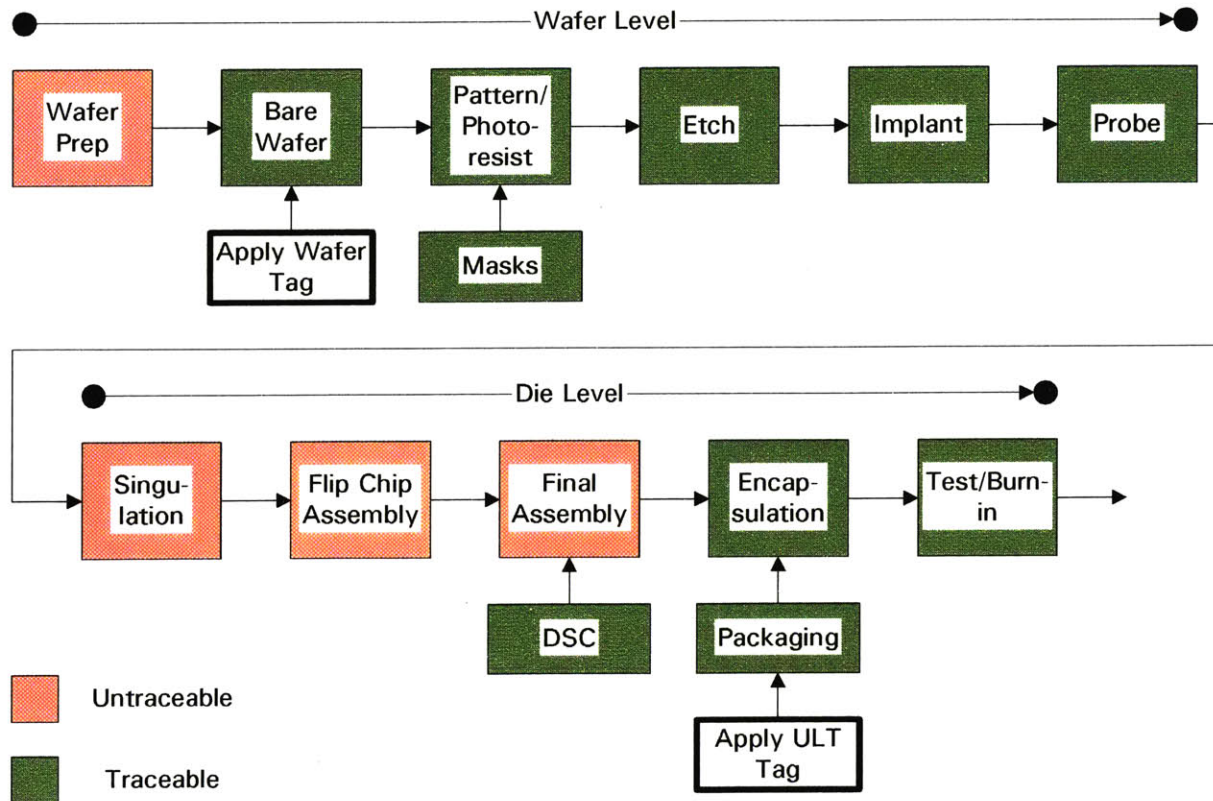 Wafer Level
Wafer
Prep
Bare
Wafer
Pattern/
Photo-
resist
Etch
Implant
Probe
Apply Wafer
Tag
Masks
Die Level
Singu-
lation
Flip Chip
Assembly
Final
Assembly
Encap-
sulation
Test/Burn-
in
DSC
Packaging
Apply ULT
Tag
Untraceable
Traceable